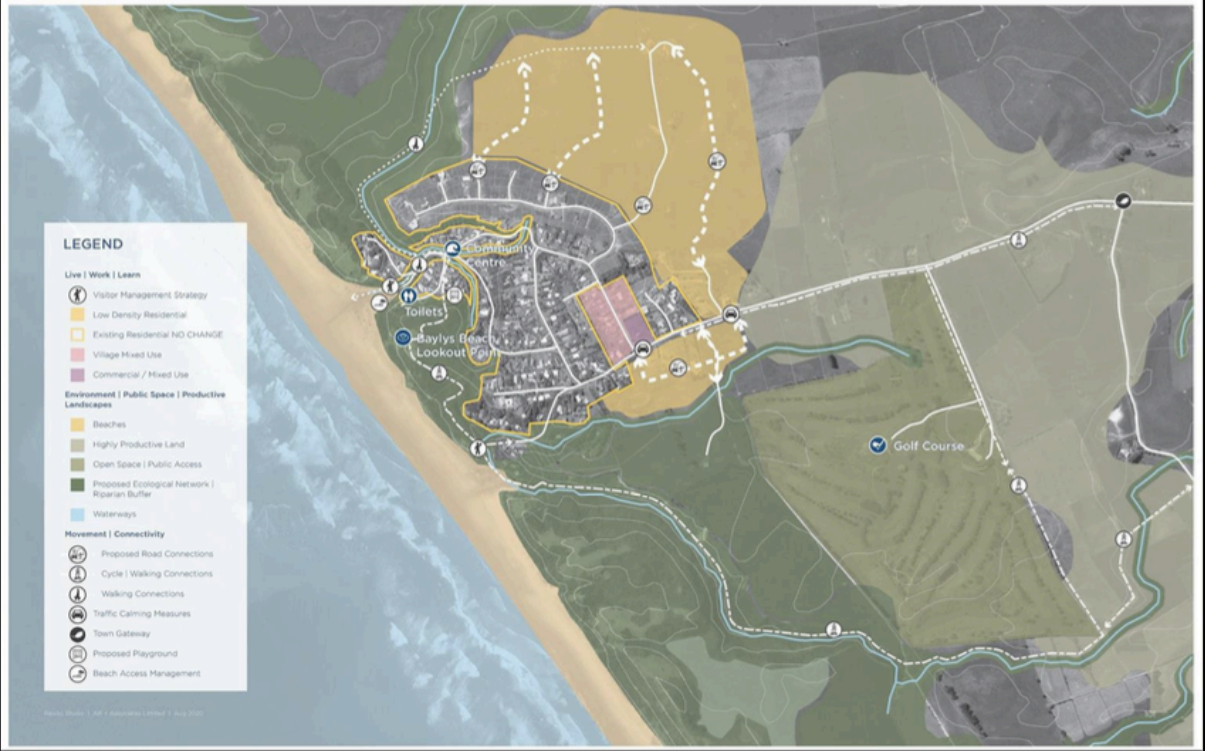 LEGEND
Live | Work | Learn
Visitor Management Strategy
Low Density Residential
Existing Residential NO CHANGE
Village Mixed Use
Commercial / Mixed Use
Environment | Public Space | Productive
Landscapes
Beaches
Highly Productive Land
Open Space | Public Access
Proposed Ecological Network |
Riparian Buffer
Waterways
Movement | Connectivity
Proposed Road Connections
Cycle | Walking Connections
Walking Connections
Traffic Calming Measures
Town Gateway
Proposed Playground
Beach Access Management
Community
Centre
Toilets
Baylys Beach
Lookout Point
Golf Course